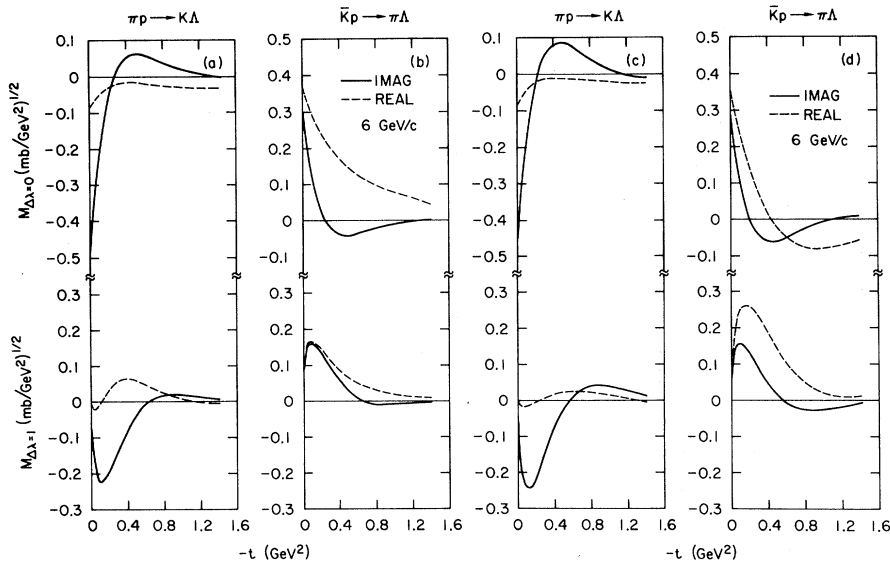 πp → KΛ
K̄p → πΛ
πp → KΛ
K̄p → πΛ
(a)
(b)
(c)
(d)
IMAG
REAL
6 GeV/c
IMAG
REAL
6 GeV/c
M_Δλ=0 (mb/GeV²)^1/2
0.1
0
-0.1
-0.2
-0.3
-0.4
-0.5
0.5
0.4
0.3
0.2
0.1
0
-0.1
0.1
0
-0.1
-0.2
-0.3
-0.4
-0.5
0.5
0.4
0.3
0.2
0.1
0
-0.1
M_Δλ=1 (mb/GeV²)^1/2
0.3
0.2
0.1
0
-0.1
-0.2
-0.3
0.3
0.2
0.1
0
-0.1
-0.2
-0.3
0.3
0.2
0.1
0
-0.1
-0.2
-0.3
0.3
0.2
0.1
0
-0.1
-0.2
-0.3
0 0.4 0.8 1.2 1.6
0 0.4 0.8 1.2 1.6
0 0.4 0.8 1.2 1.6
0 0.4 0.8 1.2 1.6
-t (GeV²)
-t (GeV²)